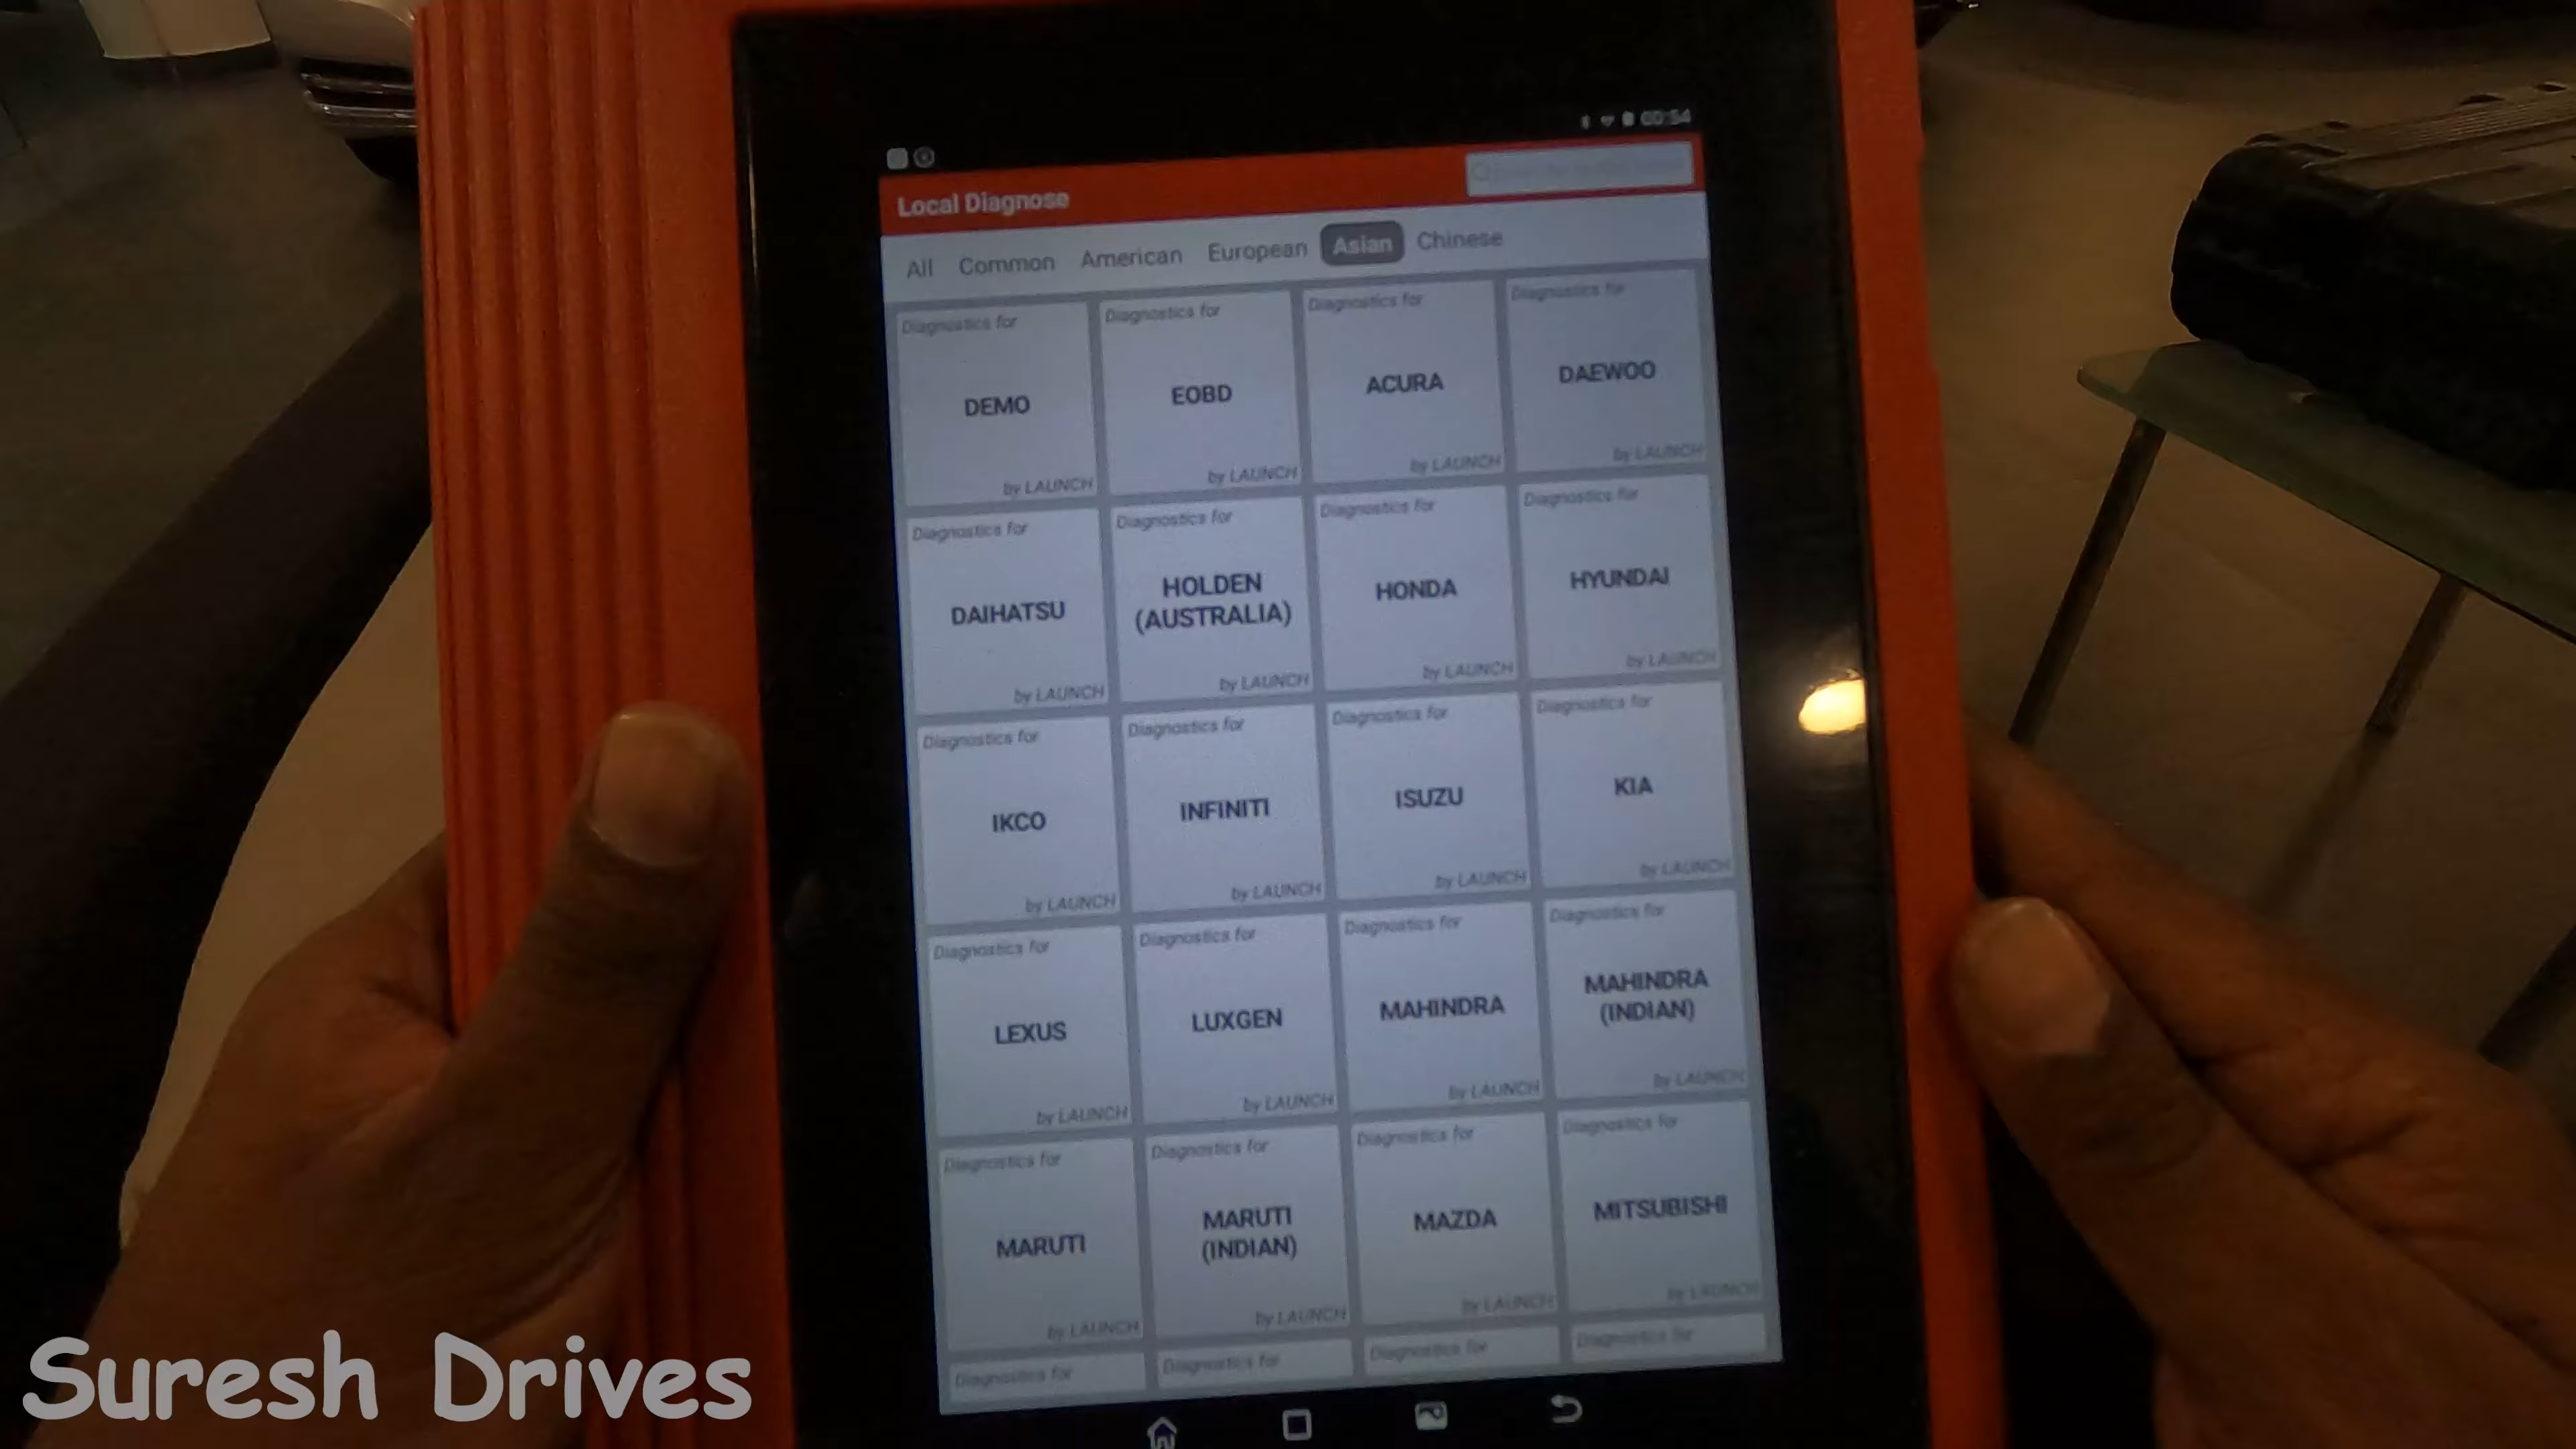 00:54
Local Diagnose
All Common American European Asian Chinese
Diagnostics for Diagnostics for Diagnostics for Diagnostics for
DEMO EOBD ACURA DAEWOO
by LAUNCH by LAUNCH by LAUNCH by LAUNCH
Diagnostics for Diagnostics for Diagnostics for Diagnostics for
DAIHATSU HOLDEN HONDA HYUNDAI
(AUSTRALIA)
by LAUNCH by LAUNCH by LAUNCH by LAUNCH
Diagnostics for Diagnostics for Diagnostics for Diagnostics for
IKCO INFINITI ISUZU KIA
by LAUNCH by LAUNCH by LAUNCH by LAUNCH
Diagnostics for Diagnostics for Diagnostics for Diagnostics for
LEXUS LUXGEN MAHINDRA MAHINDRA
(INDIAN)
by LAUNCH by LAUNCH by LAUNCH by LAUNCH
Diagnostics for Diagnostics for Diagnostics for Diagnostics for
MARUTI MARUTI MAZDA MITSUBISHI
(INDIAN)
by LAUNCH by LAUNCH by LAUNCH by LAUNCH
Diagnostics for Diagnostics for Diagnostics for Diagnostics for
Suresh Drives